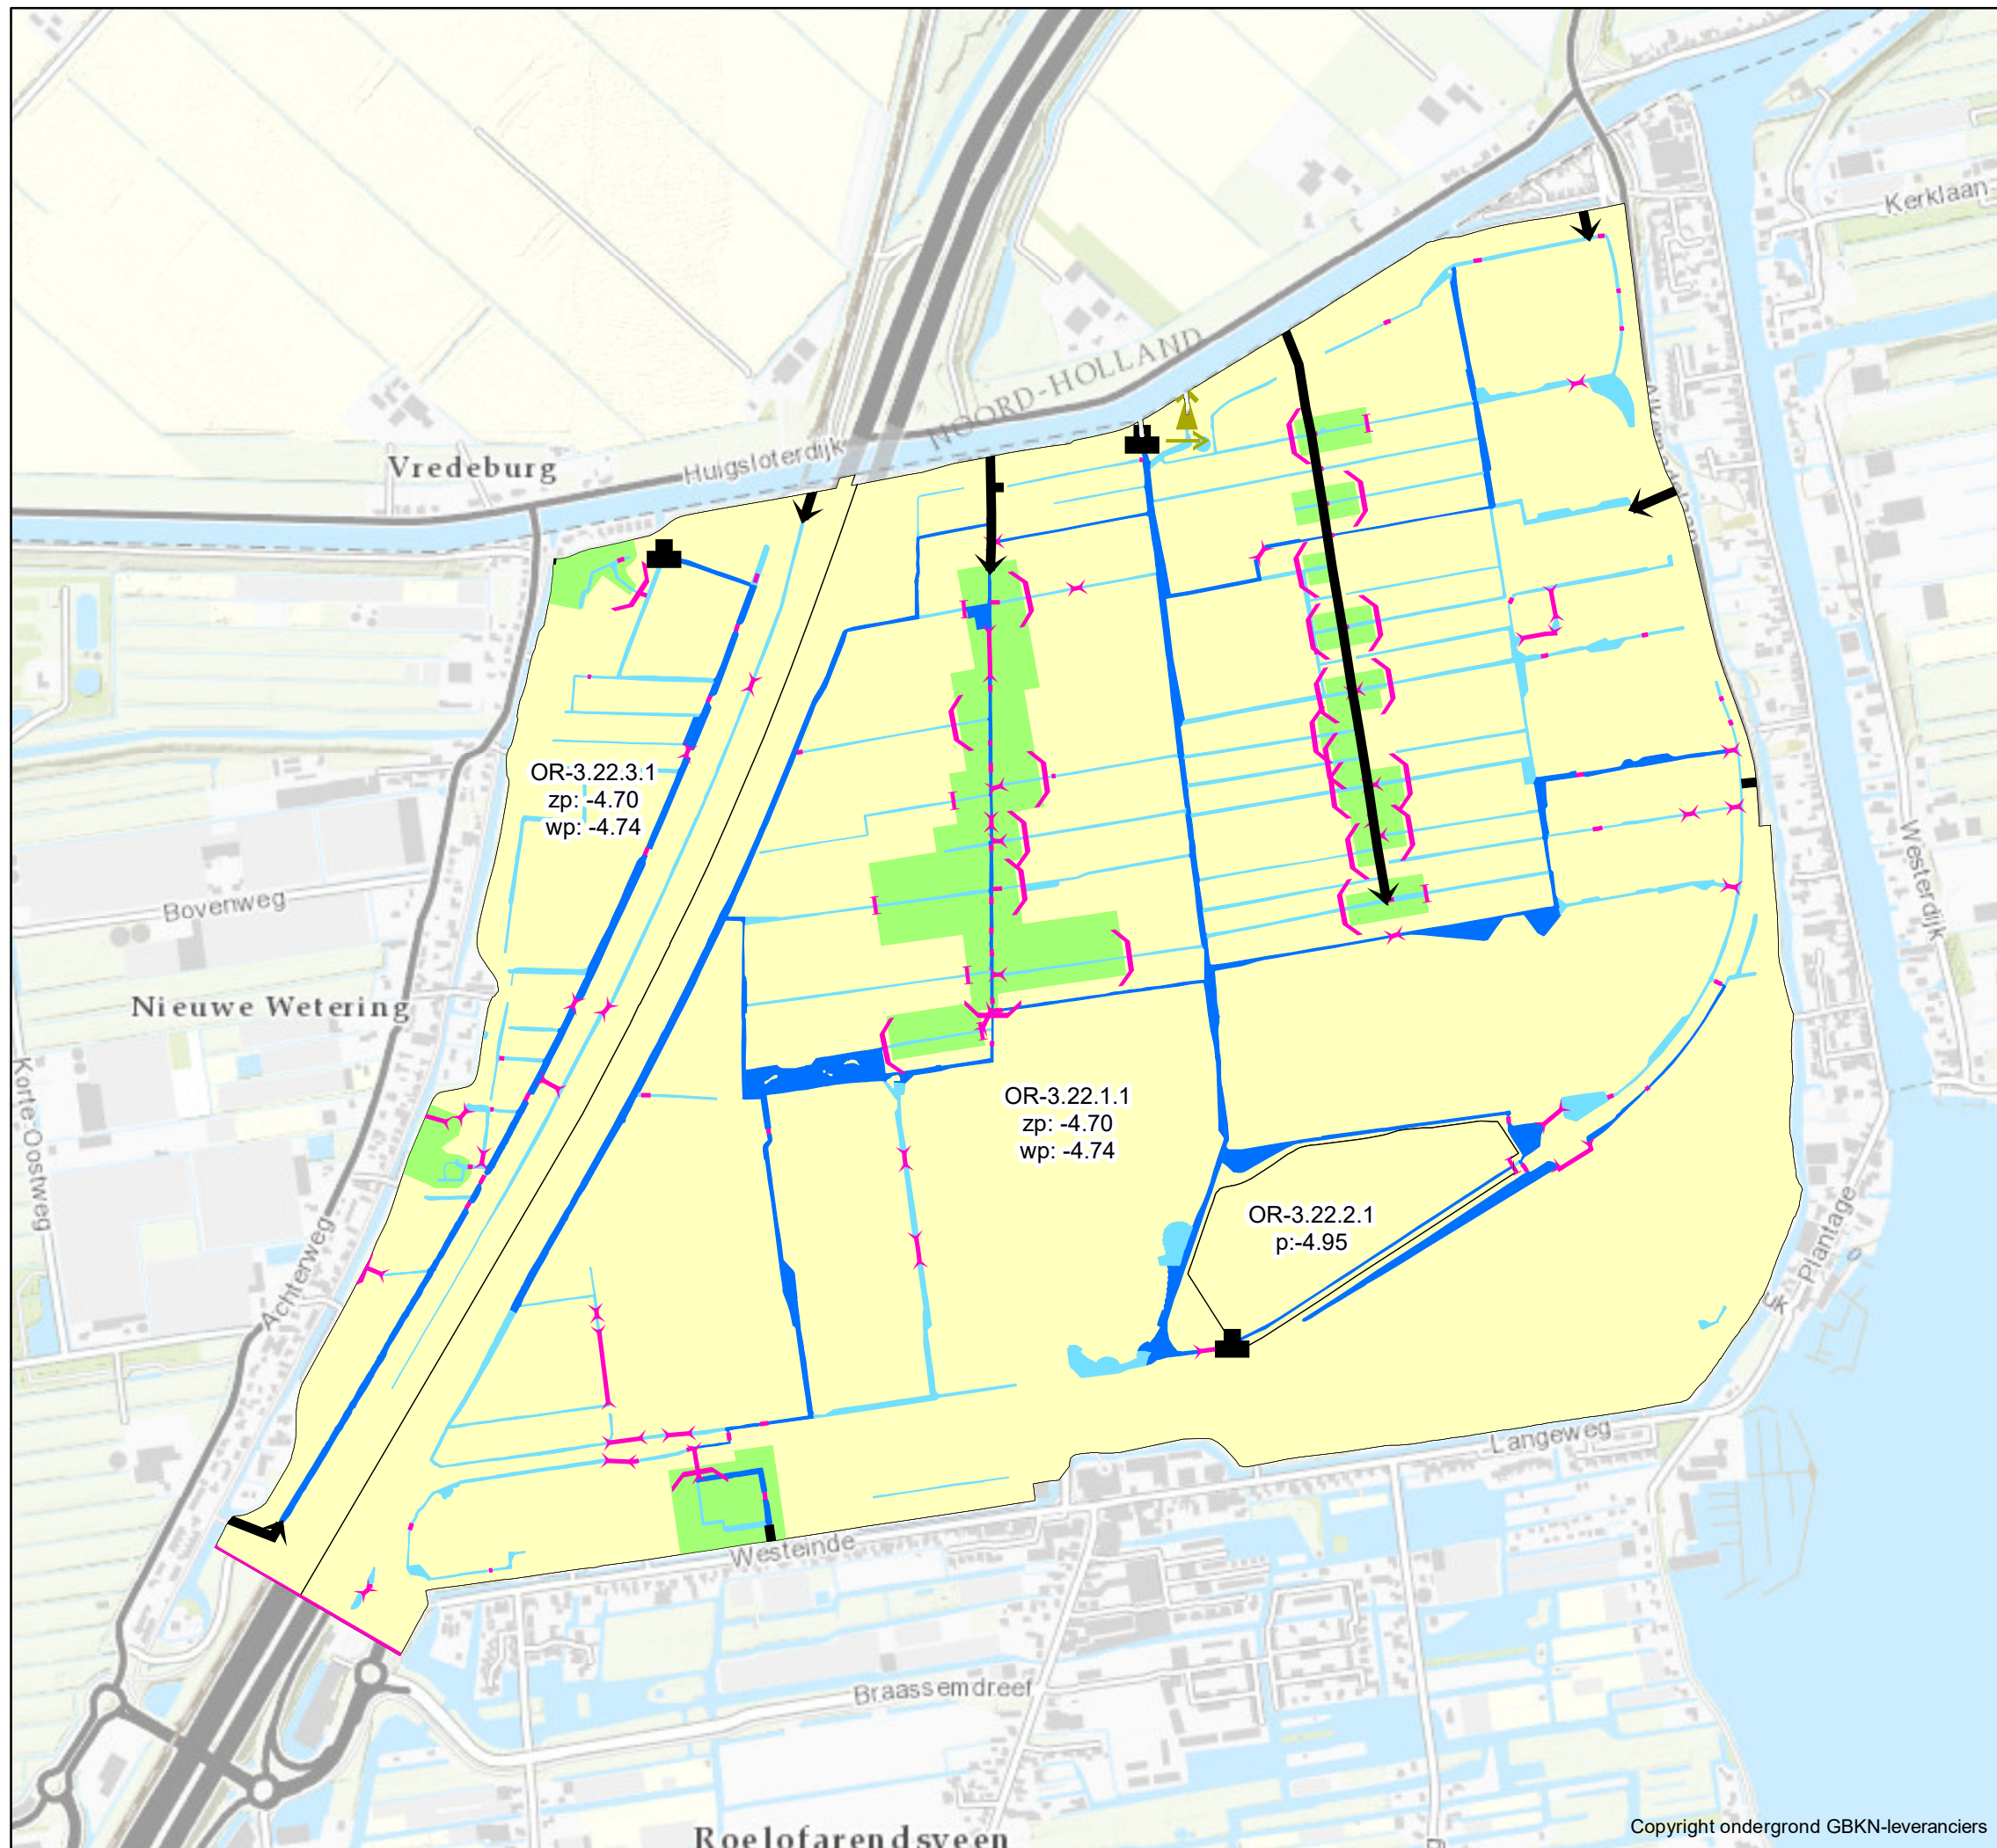 Kerklaan
NOORD-HOLLAND
Vredeburg
Huigsloterdijk
OR-3.22.3.1
zp: -4.70
wp: -4.74
Bovenweg
Westerdijk
Nieuwe Wetering
Korte Oostweg
OR-3.22.1.1
zp: -4.70
wp: -4.74
OR-3.22.2.1
p:-4.95
Achterweg
Plantage
Langeweg
Westeinde
Braassemdreef
Roelofarendsveen
Copyright ondergrond GBKN-leveranciers